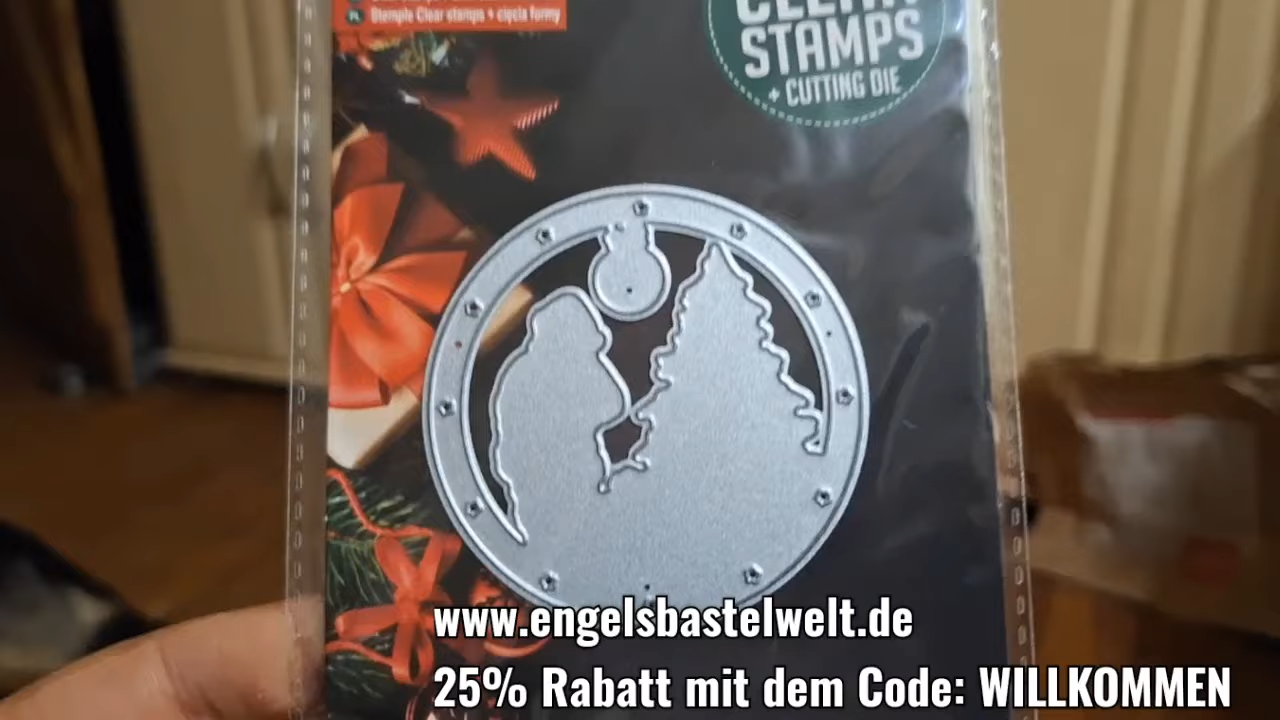 Stemple Clear stamps + cięcia formy
STAMPS
+ CUTTING DIE
www.engelsbastelwelt.de
25% Rabatt mit dem Code: WILLKOMMEN